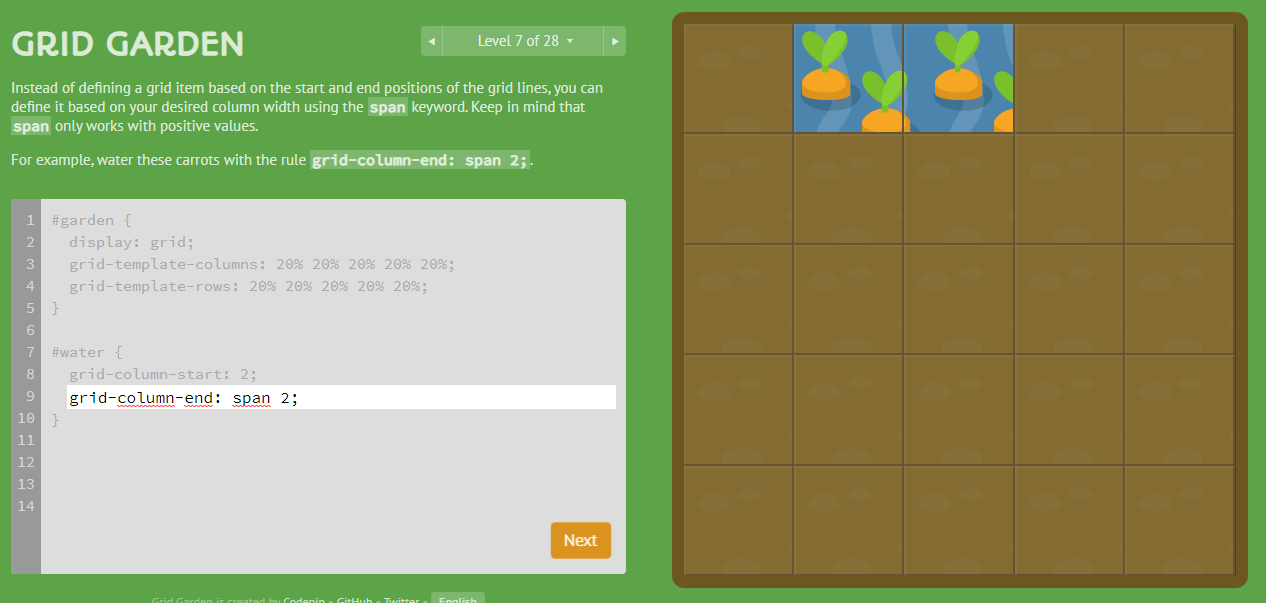 GRID GARDEN
◀ Level 7 of 28 ▾ ▶
Instead of defining a grid item based on the start and end positions of the grid lines, you can
define it based on your desired column width using the span keyword. Keep in mind that
span only works with positive values.
For example, water these carrots with the rule grid-column-end: span 2;.
1 #garden {
2 display: grid;
3 grid-template-columns: 20% 20% 20% 20% 20%;
4 grid-template-rows: 20% 20% 20% 20% 20%;
5 }
6
7 #water {
8 grid-column-start: 2;
9 grid-column-end: span 2;
10 }
11
12
13
14
Next
Grid Garden is created by Codepip • GitHub • Twitter • English